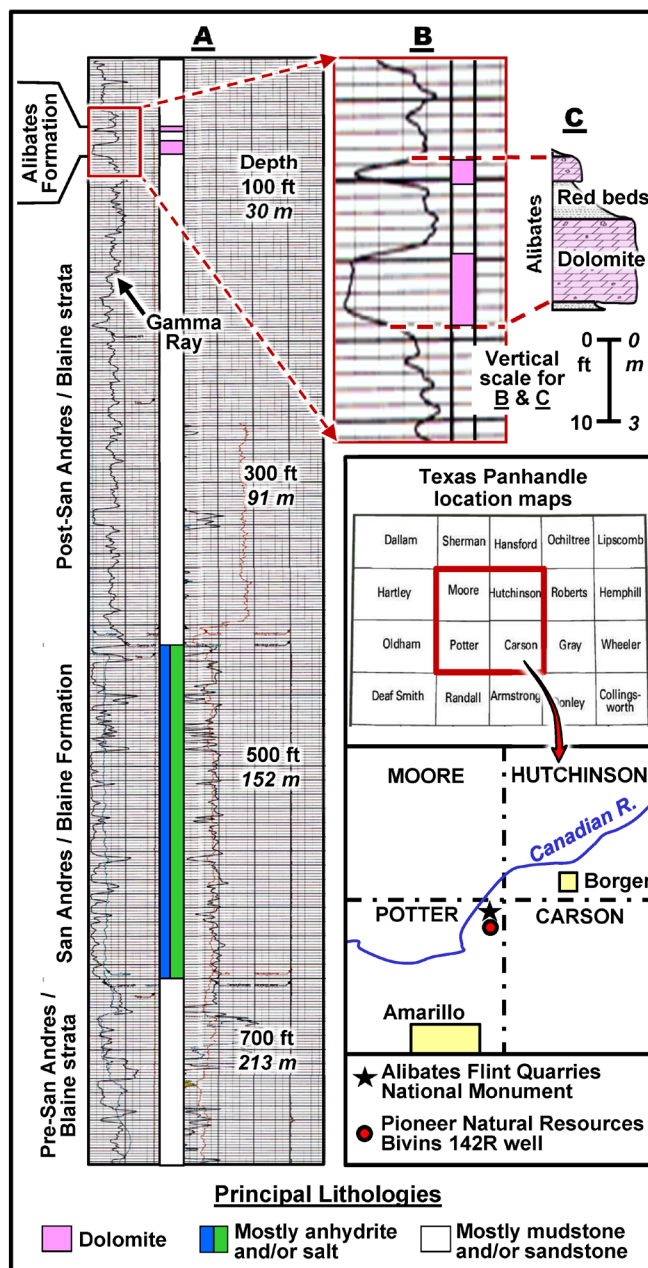 A
B
C
Alibates
Formation
Depth
100 ft
30 m
Gamma
Ray
Post-San Andres / Blaine strata
300 ft
91 m
San Andres / Blaine Formation
500 ft
152 m
Pre-San Andres /
Blaine strata
700 ft
213 m
Alibates
Red beds
Dolomite
Vertical
scale for
B & C
0 0
ft m
10 3
Texas Panhandle
location maps
Dallam Sherman Hansford Ochiltree Lipscomb
Hartley Moore Hutchinson Roberts Hemphill
Oldham Potter Carson Gray Wheeler
Deaf Smith Randall Armstrong Donley Collings-
worth
MOORE HUTCHINSON
Canadian R.
Borger
POTTER CARSON
Amarillo
Alibates Flint Quarries
National Monument
Pioneer Natural Resources
Bivins 142R well
Principal Lithologies
Dolomite
Mostly anhydrite
and/or salt
Mostly mudstone
and/or sandstone